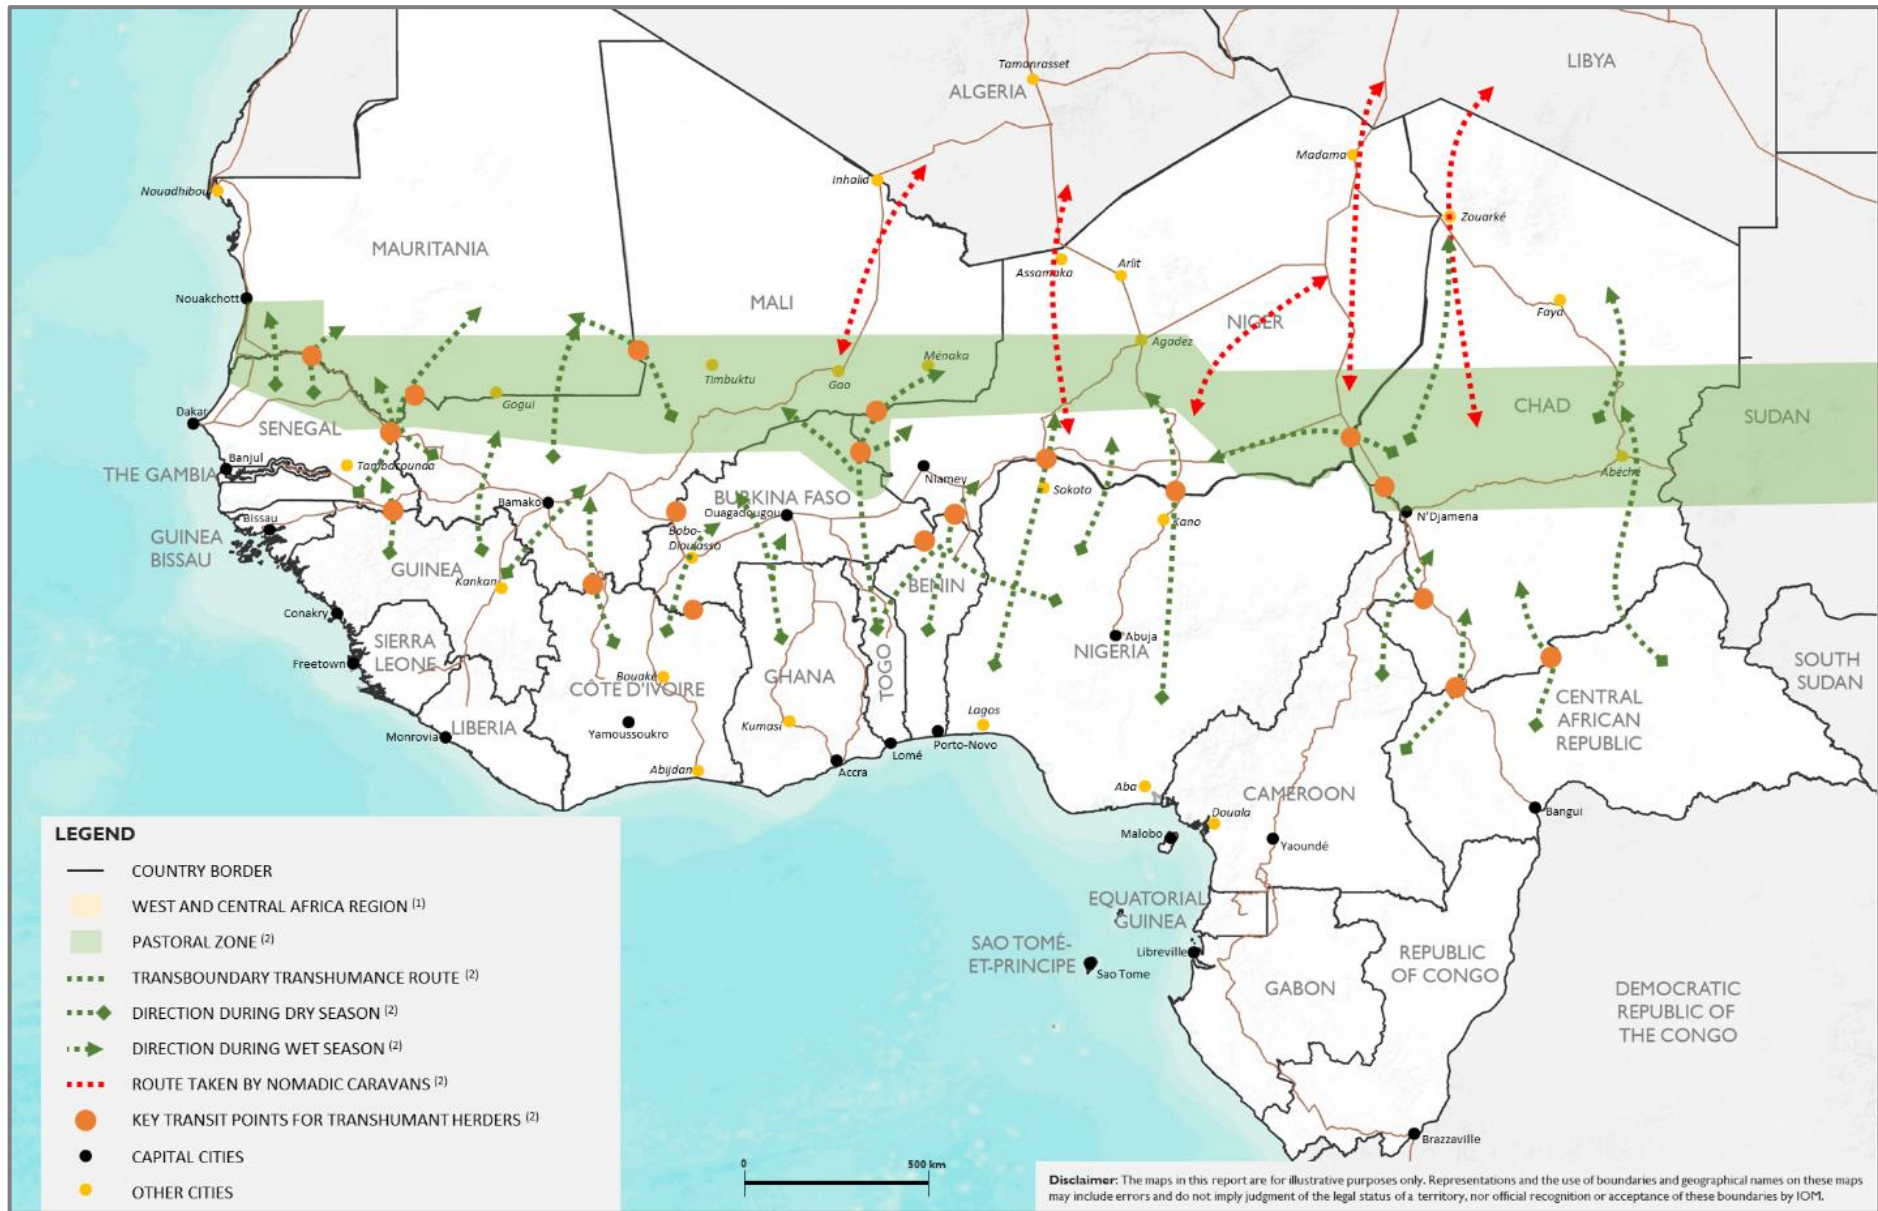 LIBYA
Tamanrasset
ALGERIA
Madama
Inhalid
Nouadhibou
Zouarké
MAURITANIA
Assamaka
Arlit
Nouakchott
MALI
Faya
NIGER
Agadez
Ménaka
Timbuktu
Gao
Gogui
CHAD
SUDAN
Dakar
SENEGAL
Banjul
THE GAMBIA
Tambacounda
Abéché
Niamey
Sokoto
Bamako
BURKINA FASO
Ouagadougou
Kano
N'Djamena
Bissau
GUINEA
BISSAU
Bobo-
Dioulasso
GUINEA
Kankan
BENIN
Conakry
SIERRA
LEONE
Freetown
Abuja
NIGERIA
TOGO
GHANA
Bouaké
CÔTE D'IVOIRE
SOUTH
SUDAN
CENTRAL
AFRICAN
REPUBLIC
LIBERIA
Monrovia
Yamoussoukro
Kumasi
Lagos
Porto-Novo
Lomé
Accra
Abijdan
Aba
CAMEROON
Douala
Malobo
Yaoundé
Bangui
EQUATORIAL
GUINEA
SAO TOMÉ-
ET-PRINCIPE
Sao Tome
Libreville
GABON
REPUBLIC
OF CONGO
DEMOCRATIC
REPUBLIC OF
THE CONGO
Brazzaville
LEGEND
COUNTRY BORDER
WEST AND CENTRAL AFRICA REGION (1)
PASTORAL ZONE (2)
TRANSBOUNDARY TRANSHUMANCE ROUTE (2)
DIRECTION DURING DRY SEASON (2)
DIRECTION DURING WET SEASON (2)
ROUTE TAKEN BY NOMADIC CARAVANS (2)
KEY TRANSIT POINTS FOR TRANSHUMANT HERDERS (2)
CAPITAL CITIES
OTHER CITIES
0 500 km
Disclaimer: The maps in this report are for illustrative purposes only. Representations and the use of boundaries and geographical names on these maps
may include errors and do not imply judgment of the legal status of a territory, nor official recognition or acceptance of these boundaries by IOM.